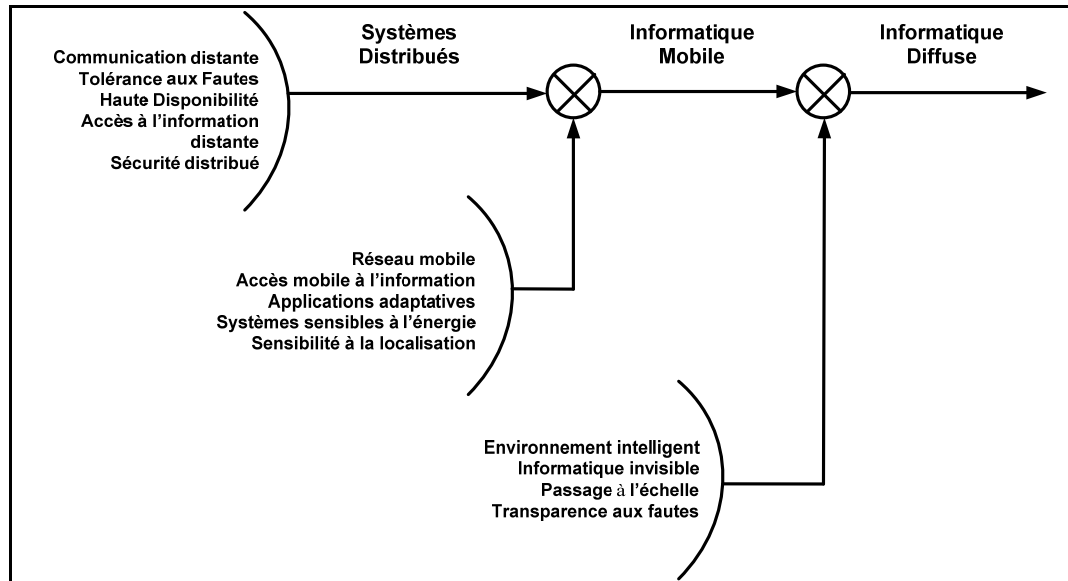 Systèmes
Distribués
Informatique
Mobile
Informatique
Diffuse
Communication distante
Tolérance aux Fautes
Haute Disponibilité
Accès à l'information
distante
Sécurité distribué
Réseau mobile
Accès mobile à l'information
Applications adaptatives
Systèmes sensibles à l'énergie
Sensibilité à la localisation
Environnement intelligent
Informatique invisible
Passage à l'échelle
Transparence aux fautes